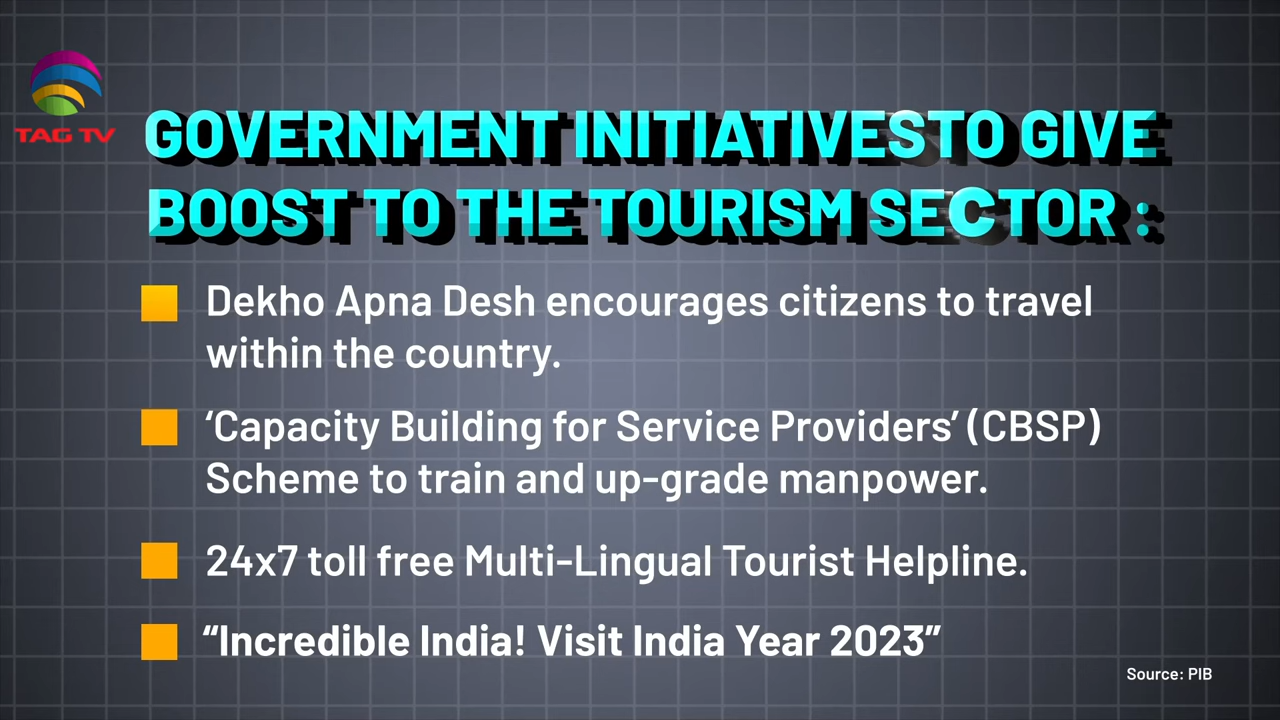 TAG TV
GOVERNMENT INITIATIVESTO GIVE
BOOST TO THE TOURISM SECTOR :
Dekho Apna Desh encourages citizens to travel
within the country.
‘Capacity Building for Service Providers’ (CBSP)
Scheme to train and up-grade manpower.
24x7 toll free Multi-Lingual Tourist Helpline.
“Incredible India! Visit India Year 2023”
Source: PIB